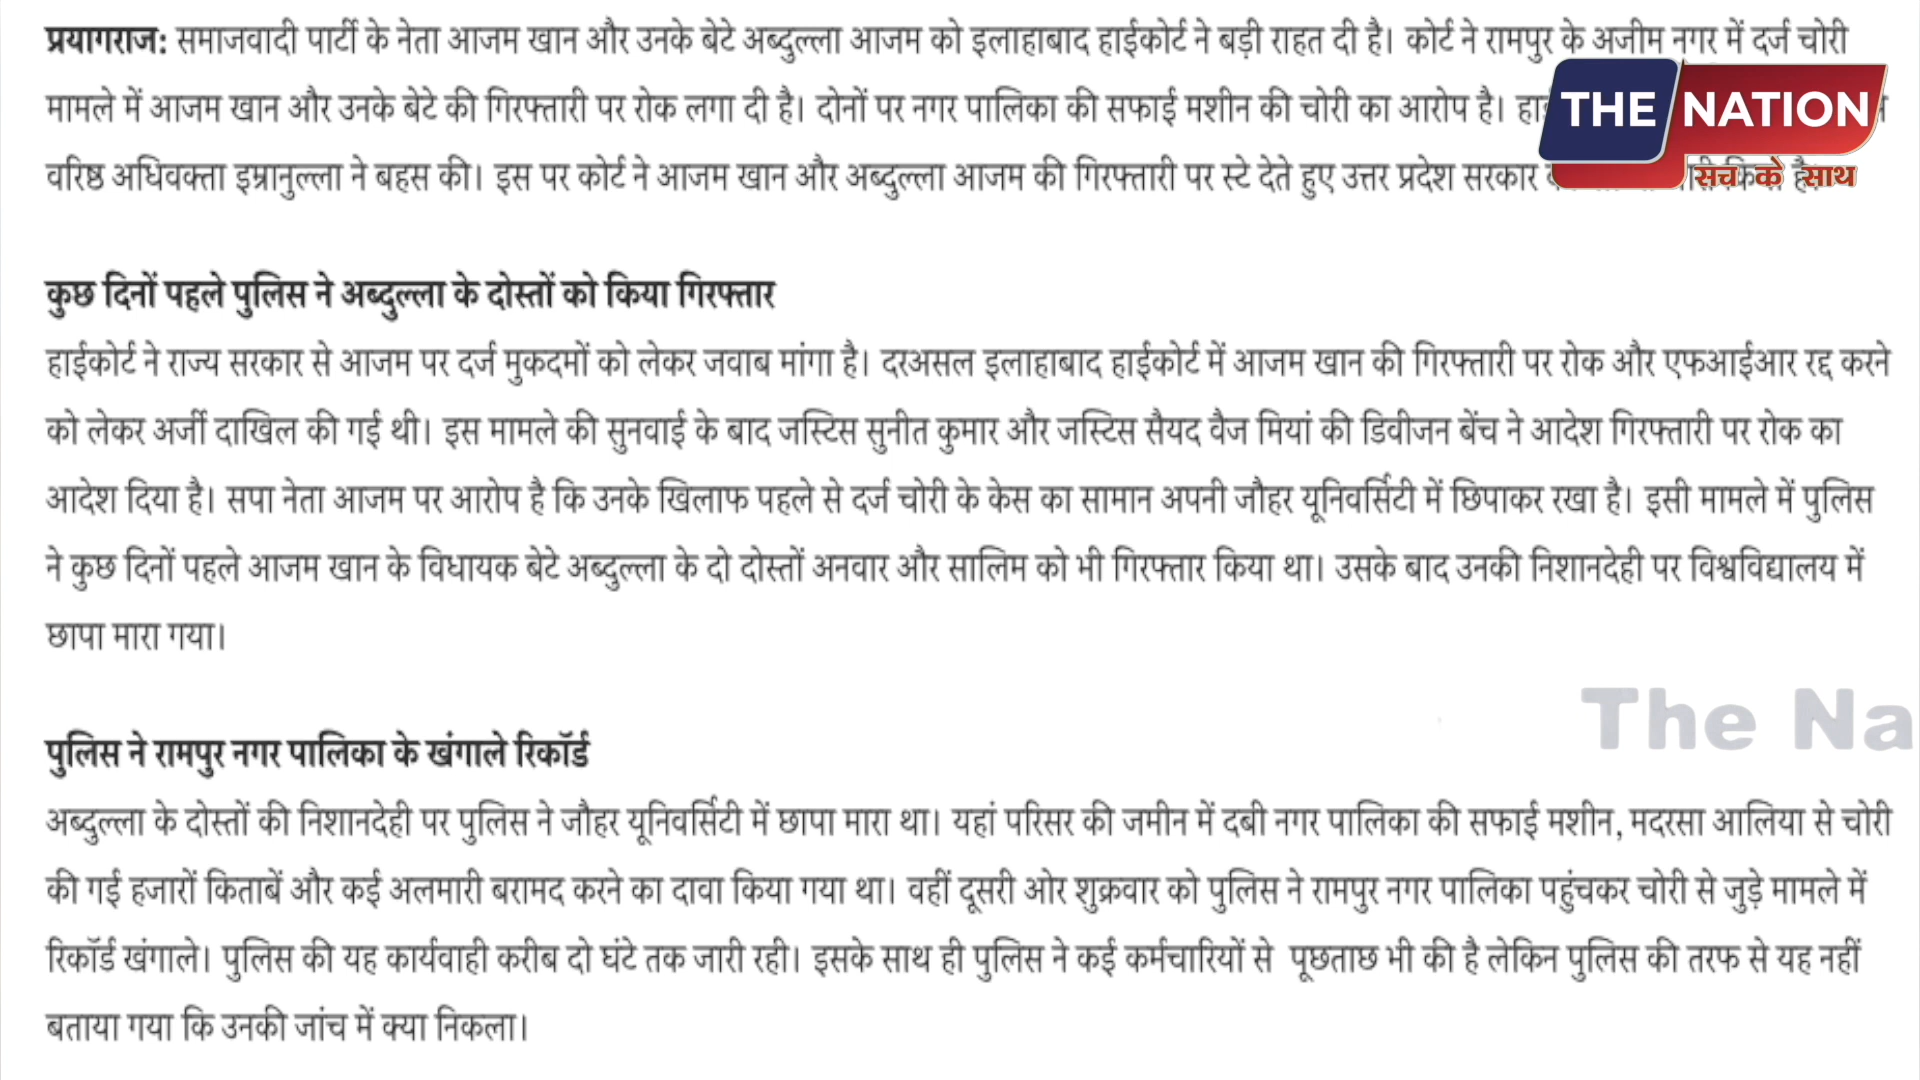 प्रयागराज: समाजवादी पार्टी के नेता आजम खान और उनके बेटे अब्दुल्ला आजम को इलाहाबाद हाईकोर्ट ने बड़ी राहत दी है। कोर्ट ने रामपुर के अजीम नगर में दर्ज चोरी
मामले में आजम खान और उनके बेटे की गिरफ्तारी पर रोक लगा दी है। दोनों पर नगर पालिका की सफाई मशीन की चोरी का आरोप है।
THE NATION
वरिष्ठ अधिवक्ता इम्रानुल्ला ने बहस की। इस पर कोर्ट ने आजम खान और अब्दुल्ला आजम की गिरफ्तारी पर स्टे देते हुए उत्तर प्रदेश सरकार
सच के साथ
कुछ दिनों पहले पुलिस ने अब्दुल्ला के दोस्तों को किया गिरफ्तार
हाईकोर्ट ने राज्य सरकार से आजम पर दर्ज मुकदमों को लेकर जवाब मांगा है। दरअसल इलाहाबाद हाईकोर्ट में आजम खान की गिरफ्तारी पर रोक और एफआईआर रद्द करने
को लेकर अर्जी दाखिल की गई थी। इस मामले की सुनवाई के बाद जस्टिस सुनीत कुमार और जस्टिस सैयद वैज मियां की डिवीजन बेंच ने आदेश गिरफ्तारी पर रोक का
आदेश दिया है। सपा नेता आजम पर आरोप है कि उनके खिलाफ पहले से दर्ज चोरी के केस का सामान अपनी जौहर यूनिवर्सिटी में छिपाकर रखा है। इसी मामले में पुलिस
ने कुछ दिनों पहले आजम खान के विधायक बेटे अब्दुल्ला के दो दोस्तों अनवार और सालिम को भी गिरफ्तार किया था। उसके बाद उनकी निशानदेही पर विश्वविद्यालय में
छापा मारा गया।
The Na
पुलिस ने रामपुर नगर पालिका के खंगाले रिकॉर्ड
अब्दुल्ला के दोस्तों की निशानदेही पर पुलिस ने जौहर यूनिवर्सिटी में छापा मारा था। यहां परिसर की जमीन में दबी नगर पालिका की सफाई मशीन, मदरसा आलिया से चोरी
की गई हजारों किताबें और कई अलमारी बरामद करने का दावा किया गया था। वहीं दूसरी ओर शुक्रवार को पुलिस ने रामपुर नगर पालिका पहुंचकर चोरी से जुड़े मामले में
रिकॉर्ड खंगाले। पुलिस की यह कार्यवाही करीब दो घंटे तक जारी रही। इसके साथ ही पुलिस ने कई कर्मचारियों से पूछताछ भी की है लेकिन पुलिस की तरफ से यह नहीं
बताया गया कि उनकी जांच में क्या निकला।